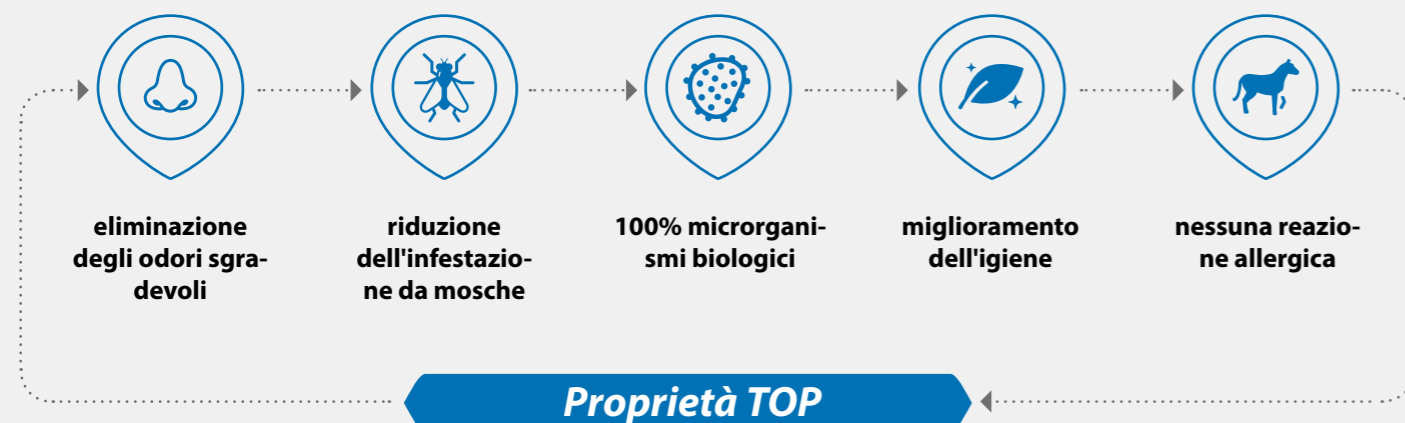 eliminazione
degli odori sgra-
devoli
riduzione
dell'infestazio-
ne da mosche
100% microrgani-
smi biologici
miglioramento
dell'igiene
nessuna reazio-
ne allergica
Proprietà TOP